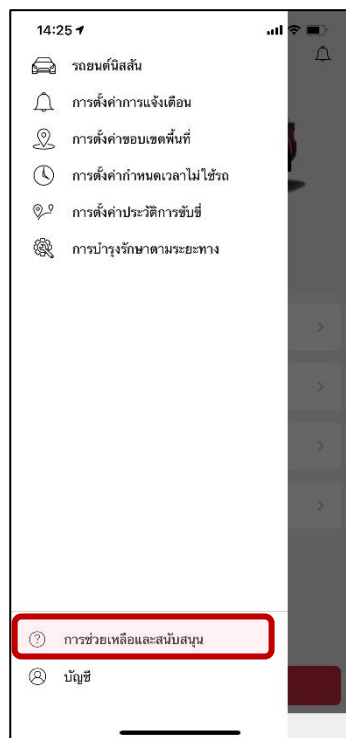 14:25
รถยนต์นิสสัน
การตั้งค่าการแจ้งเตือน
การตั้งค่าขอบเขตพื้นที่
การตั้งค่ากำหนดเวลาไม่ใช้รถ
การตั้งค่าประวัติการขับขี่
การบำรุงรักษาตามระยะทาง
การช่วยเหลือและสนับสนุน
บัญชี